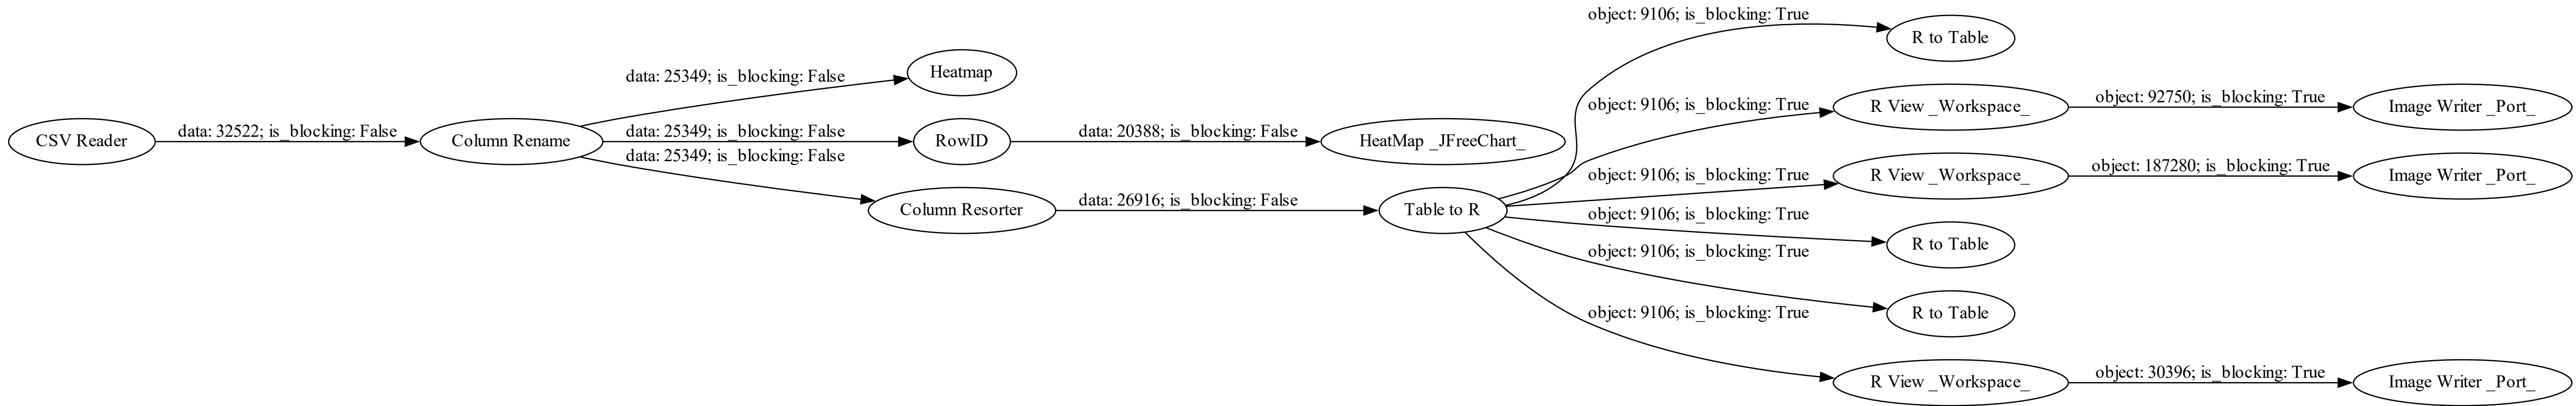 CSV Reader
data: 32522; is_blocking: False
Column Rename
data: 25349; is_blocking: False
Heatmap
data: 25349; is_blocking: False
RowID
data: 20388; is_blocking: False
HeatMap _JFreeChart_
data: 25349; is_blocking: False
Column Resorter
data: 26916; is_blocking: False
Table to R
object: 9106; is_blocking: True
R to Table
object: 9106; is_blocking: True
R View _Workspace_
object: 92750; is_blocking: True
Image Writer _Port_
object: 9106; is_blocking: True
R View _Workspace_
object: 187280; is_blocking: True
Image Writer _Port_
object: 9106; is_blocking: True
R to Table
object: 9106; is_blocking: True
R to Table
object: 9106; is_blocking: True
R View _Workspace_
object: 30396; is_blocking: True
Image Writer _Port_